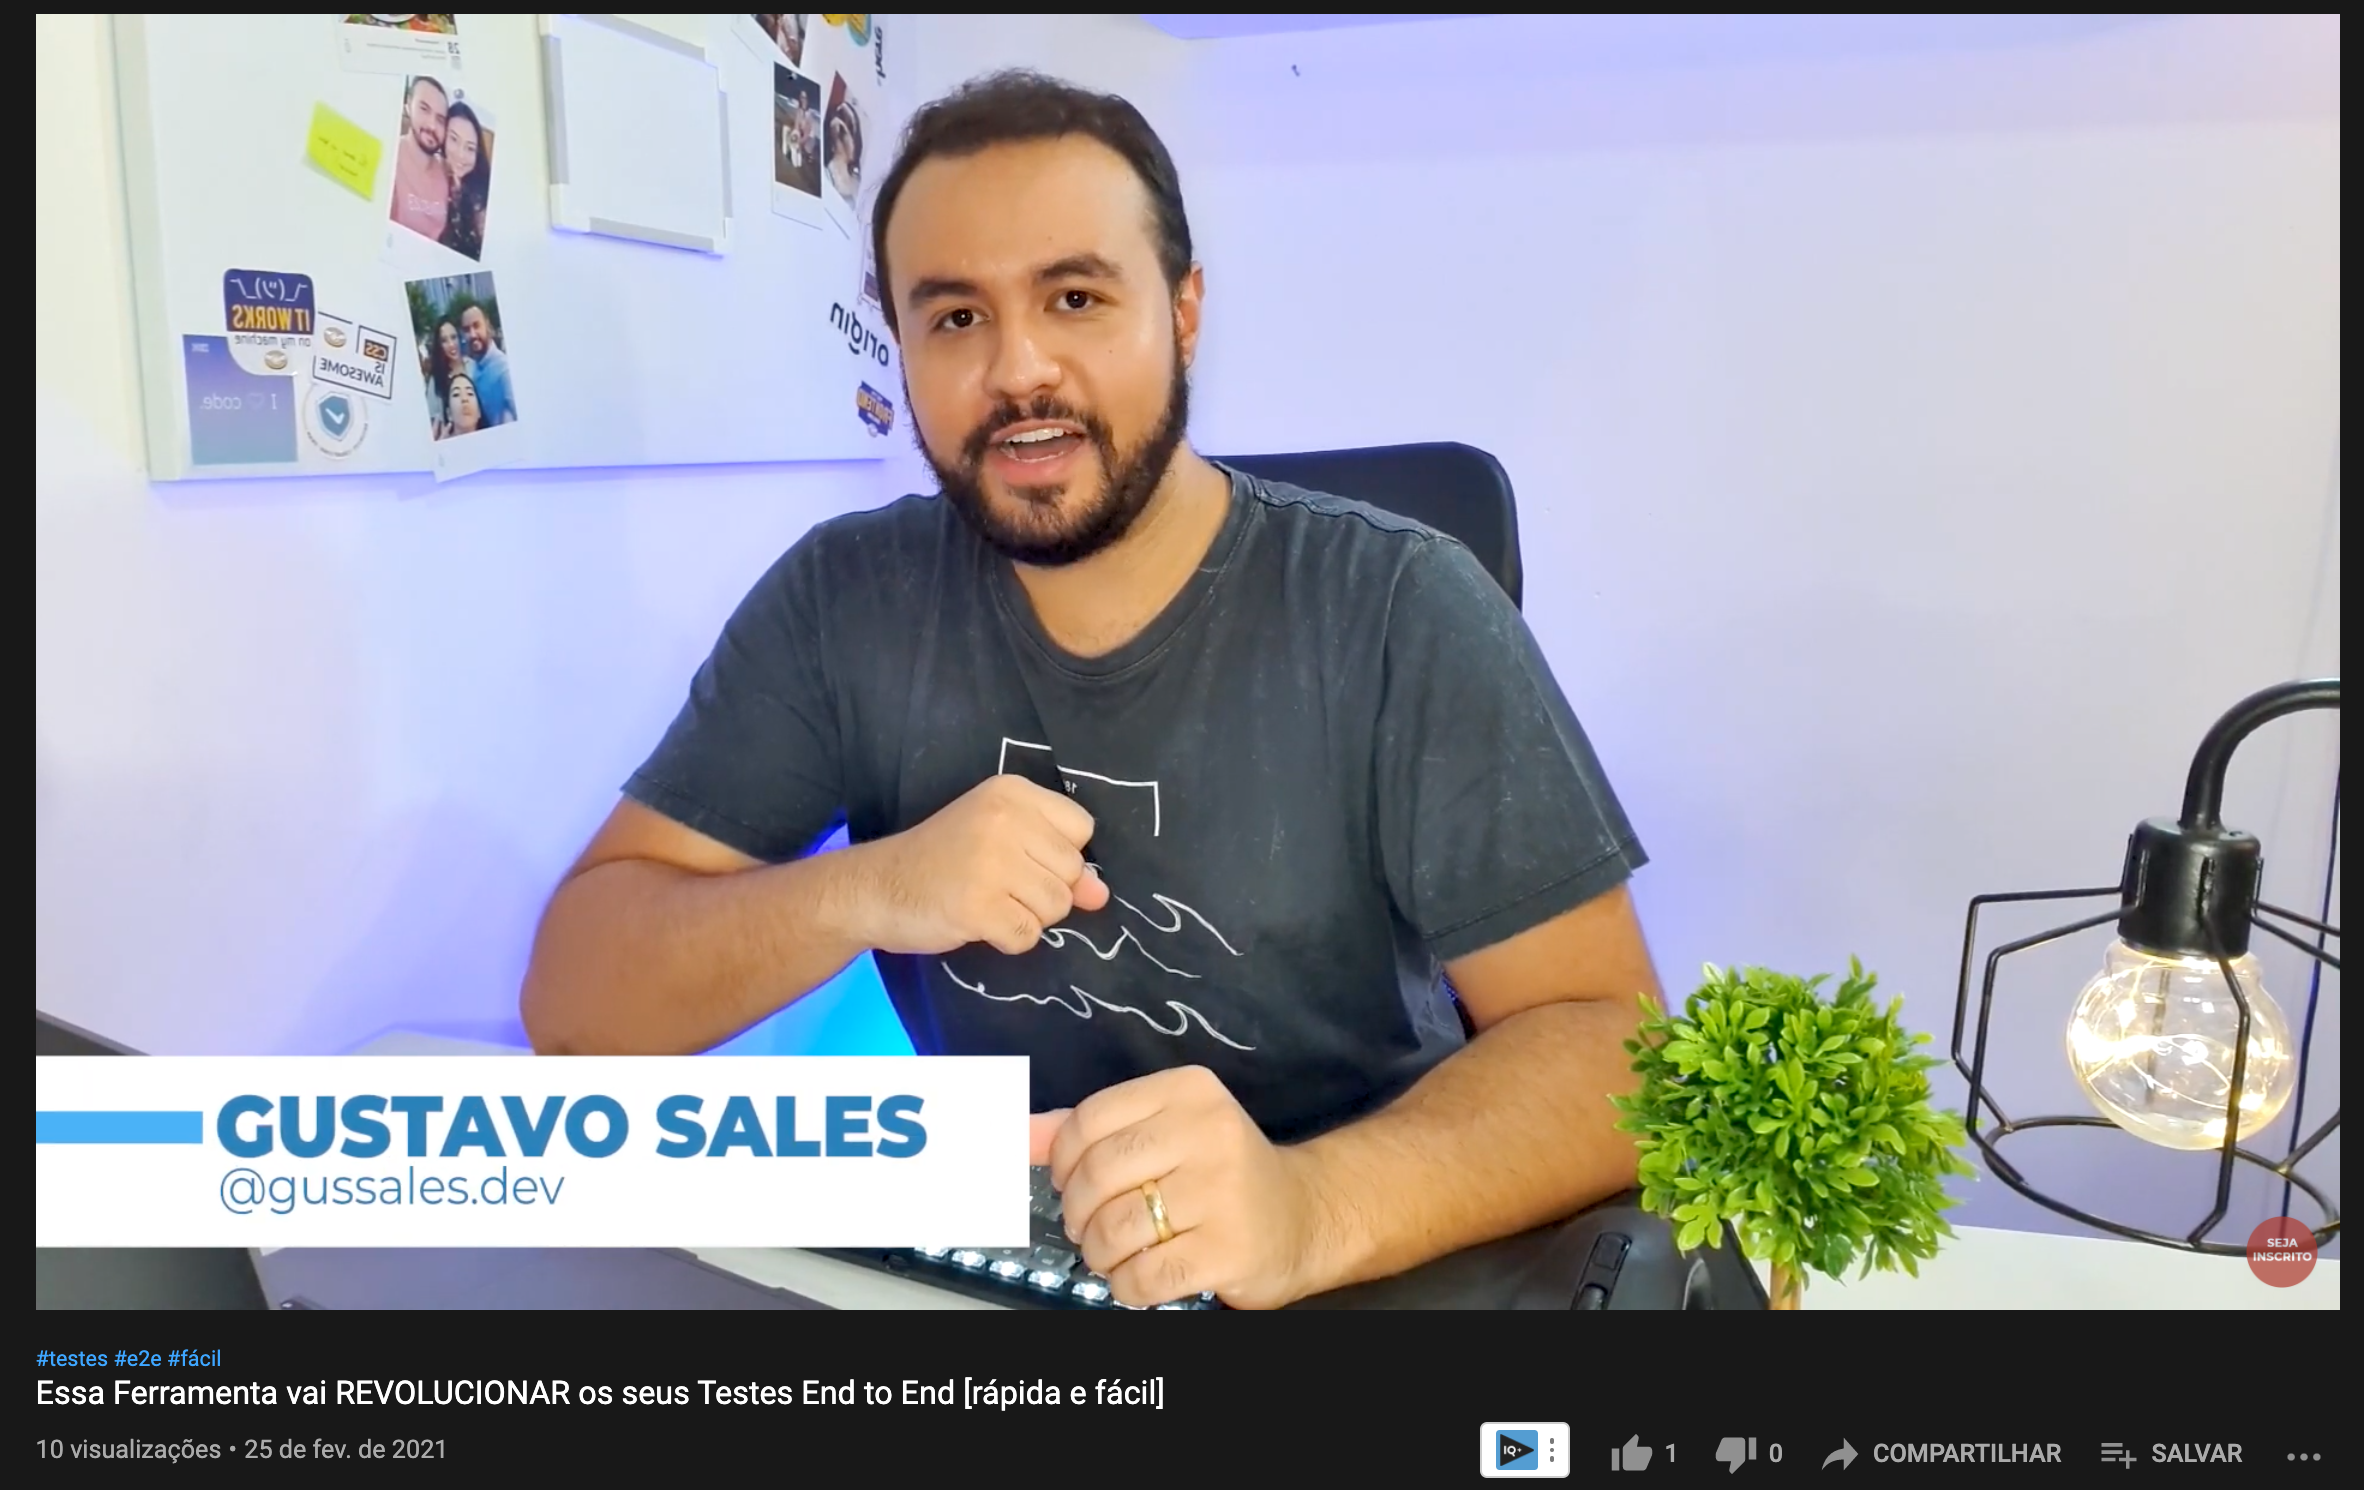 IT WORKS
on my machine
CSS
IS
AWESOME
I ♡ code.
origin
FRONTEND
GUSTAVO SALES
@gussales.dev
SEJA
INSCRITO
#testes #e2e #fácil
Essa Ferramenta vai REVOLUCIONAR os seus Testes End to End [rápida e fácil]
10 visualizações • 25 de fev. de 2021
IQ+
1
0
COMPARTILHAR
SALVAR